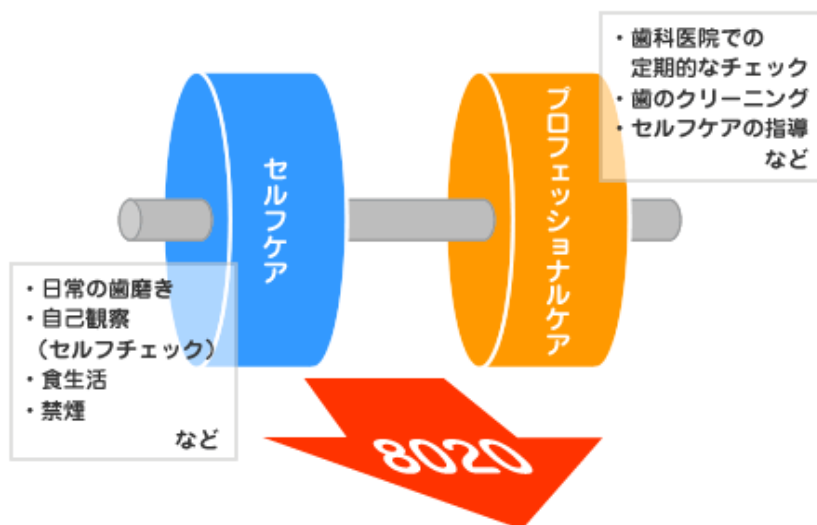 ・歯科医院での
定期的なチェック
・歯のクリーニング
・セルフケアの指導
など
プロフェッショナルケア
セルフケア
・日常の歯磨き
・自己観察
（セルフチェック）
・食生活
・禁煙
など
8020